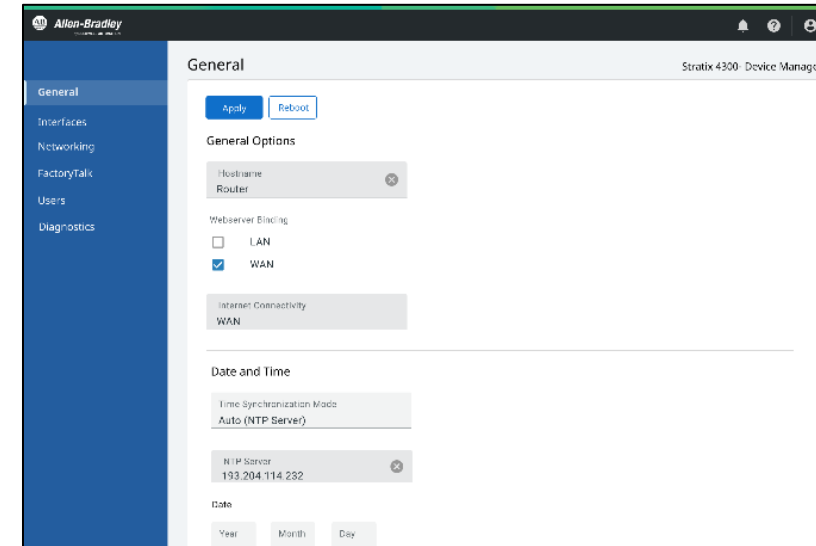 Allen-Bradley
General
Stratix 4300- Device Manage
General
Interfaces
Networking
FactoryTalk
Users
Diagnostics
Apply
Reboot
General Options
Hostname
Router
Webserver Binding
LAN
WAN
Internet Connectivity
WAN
Date and Time
Time Synchronization Mode
Auto (NTP Server)
NTP Server
193.204.114.232
Date
Year Month Day